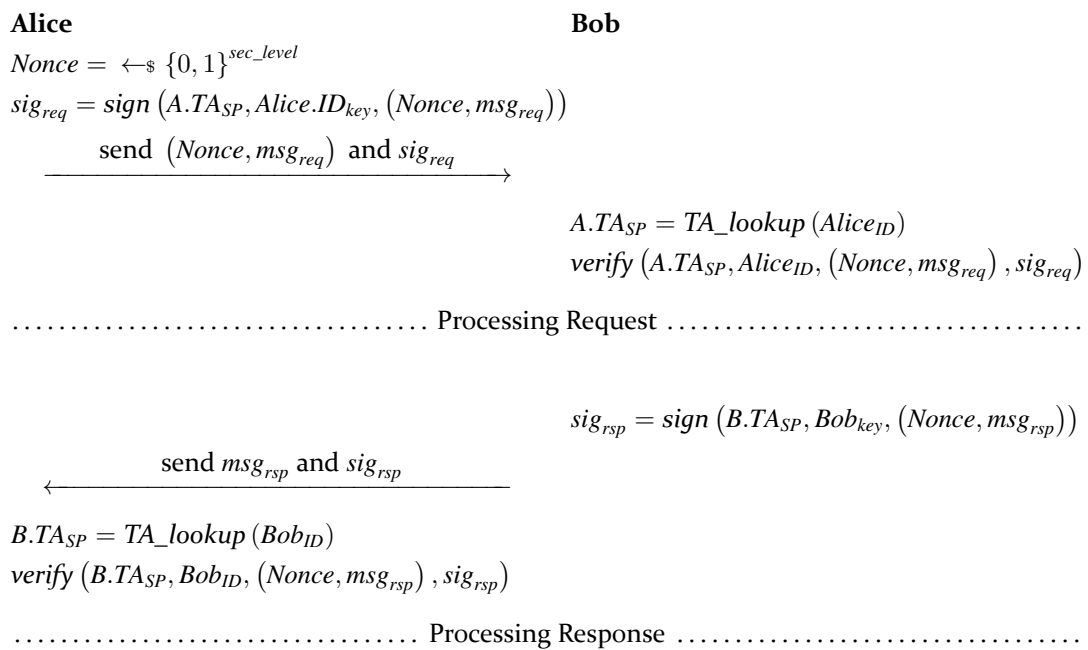 Alice Bob
Nonce = ←$ {0, 1}^sec_level
sig_req = sign (A.TA_SP, Alice.ID_key, (Nonce, msg_req))
send (Nonce, msg_req) and sig_req
A.TA_SP = TA_lookup (Alice_ID)
verify (A.TA_SP, Alice_ID, (Nonce, msg_req) , sig_req)
.................................... Processing Request ....................................
sig_rsp = sign (B.TA_SP, Bob_key, (Nonce, msg_rsp))
send msg_rsp and sig_rsp
B.TA_SP = TA_lookup (Bob_ID)
verify (B.TA_SP, Bob_ID, (Nonce, msg_rsp) , sig_rsp)
................................... Processing Response ...................................